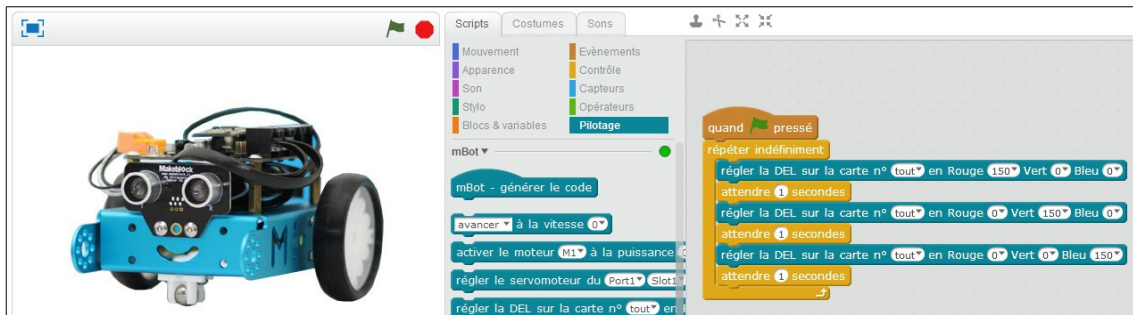 Makeblock
Scripts Costumes Sons
Mouvement Evènements
Apparence Contrôle
Son Capteurs
Stylo Opérateurs
Blocs & variables Pilotage
mBot
mBot - générer le code
avancer à la vitesse 0
activer le moteur M1 à la puissance
régler le servomoteur du Port1 Slot1
régler la DEL sur la carte n° tout en
quand pressé
répéter indéfiniment
régler la DEL sur la carte n° tout en Rouge 150 Vert 0 Bleu 0
attendre 1 secondes
régler la DEL sur la carte n° tout en Rouge 0 Vert 150 Bleu 0
attendre 1 secondes
régler la DEL sur la carte n° tout en Rouge 0 Vert 0 Bleu 150
attendre 1 secondes